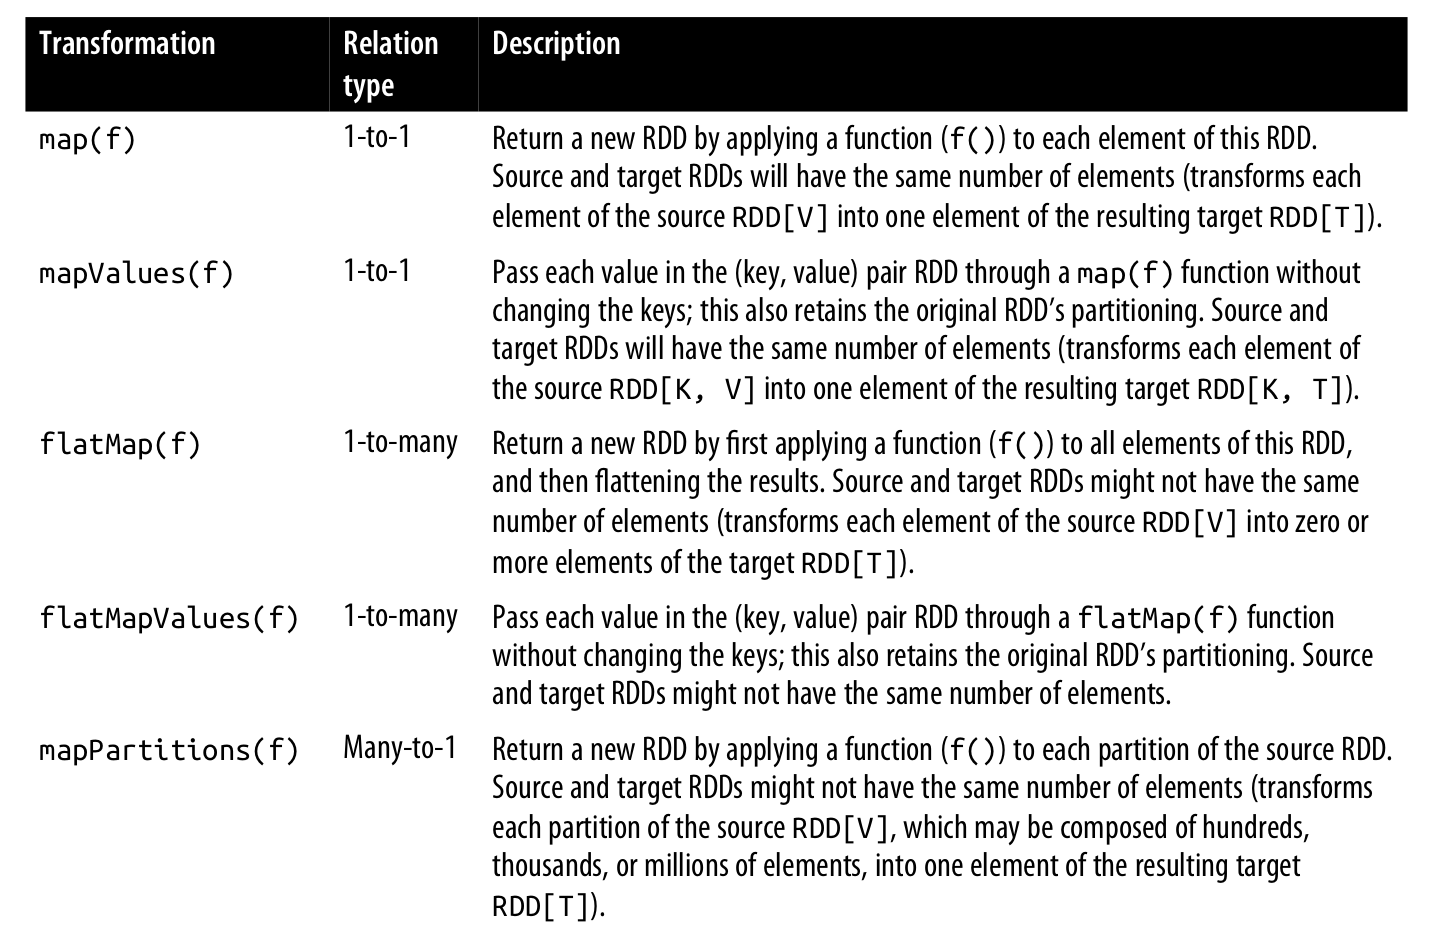 Transformation Relation type Description
map(f) 1-to-1 Return a new RDD by applying a function (f()) to each element of this RDD.
Source and target RDDs will have the same number of elements (transforms each
element of the source RDD[V] into one element of the resulting target RDD[T]).
mapValues(f) 1-to-1 Pass each value in the (key, value) pair RDD through a map(f) function without
changing the keys; this also retains the original RDD’s partitioning. Source and
target RDDs will have the same number of elements (transforms each element of
the source RDD[K, V] into one element of the resulting target RDD[K, T]).
flatMap(f) 1-to-many Return a new RDD by first applying a function (f()) to all elements of this RDD,
and then flattening the results. Source and target RDDs might not have the same
number of elements (transforms each element of the source RDD[V] into zero or
more elements of the target RDD[T]).
flatMapValues(f) 1-to-many Pass each value in the (key, value) pair RDD through a flatMap(f) function
without changing the keys; this also retains the original RDD’s partitioning. Source
and target RDDs might not have the same number of elements.
mapPartitions(f) Many-to-1 Return a new RDD by applying a function (f()) to each partition of the source RDD.
Source and target RDDs might not have the same number of elements (transforms
each partition of the source RDD[V], which may be composed of hundreds,
thousands, or millions of elements, into one element of the resulting target
RDD[T]).